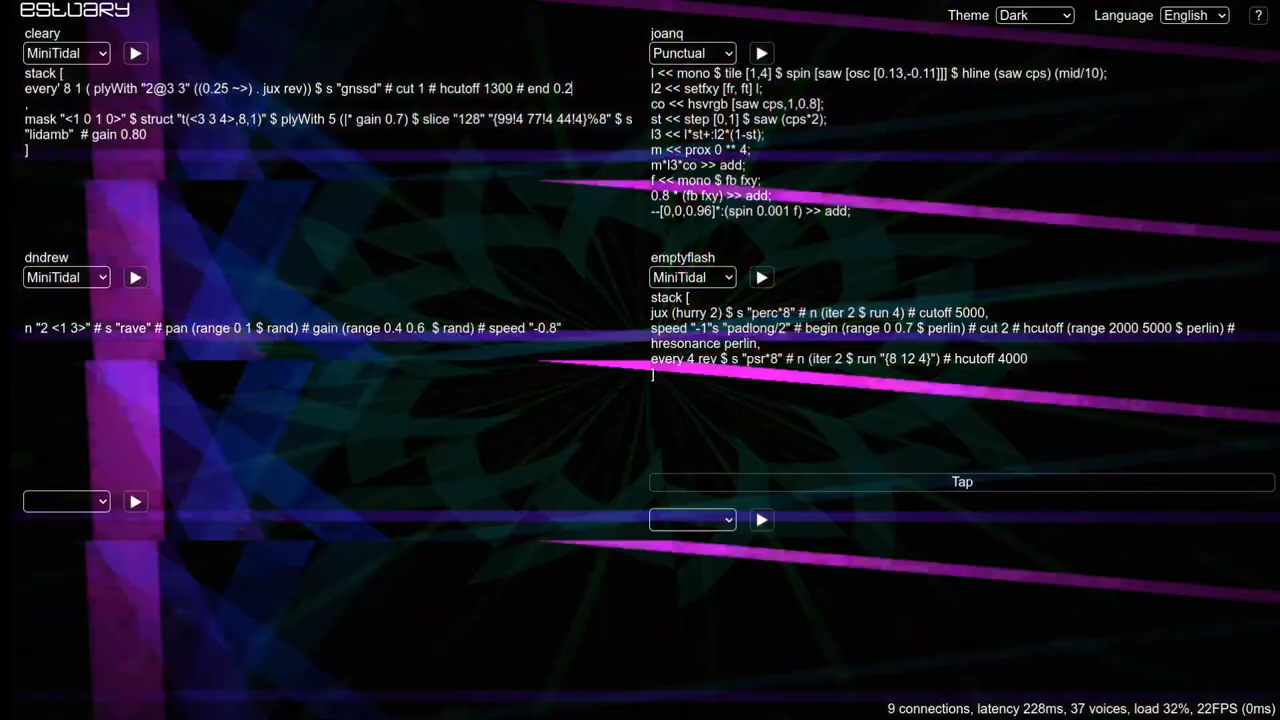 estuary
Theme Dark Language English ?
cleary
MiniTidal
stack [
every' 8 1 ( plyWith "2@3 3" ((0.25 ~>) . jux rev)) $ s "gnssd" # cut 1 # hcutoff 1300 # end 0.2
,
mask "<1 0 1 0>" $ struct "t(<3 3 4>,8,1)" $ plyWith 5 (|* gain 0.7) $ slice "128" "{99!4 77!4 44!4}%8" $ s
"lidamb" # gain 0.80
]
joanq
Punctual
l << mono $ tile [1,4] $ spin [saw [osc [0.13,-0.11]]] $ hline (saw cps) (mid/10);
l2 << setfxy [fr, ft] l;
co << hsvrgb [saw cps,1,0.8];
st << step [0,1] $ saw (cps*2);
l3 << l*st+:l2*(1-st);
m << prox 0 ** 4;
m*l3*co >> add;
f << mono $ fb fxy;
0.8 * (fb fxy) >> add;
--[0,0,0.96]*:(spin 0.001 f) >> add;
dndrew
MiniTidal
n "2 <1 3>" # s "rave" # pan (range 0 1 $ rand) # gain (range 0.4 0.6 $ rand) # speed "-0.8"
emptyflash
MiniTidal
stack [
jux (hurry 2) $ s "perc*8" # n (iter 2 $ run 4) # cutoff 5000,
speed "-1"s "padlong/2" # begin (range 0 0.7 $ perlin) # cut 2 # hcutoff (range 2000 5000 $ perlin) #
hresonance perlin,
every 4 rev $ s "psr*8" # n (iter 2 $ run "{8 12 4}") # hcutoff 4000
]
Tap
9 connections, latency 228ms, 37 voices, load 32%, 22FPS (0ms)